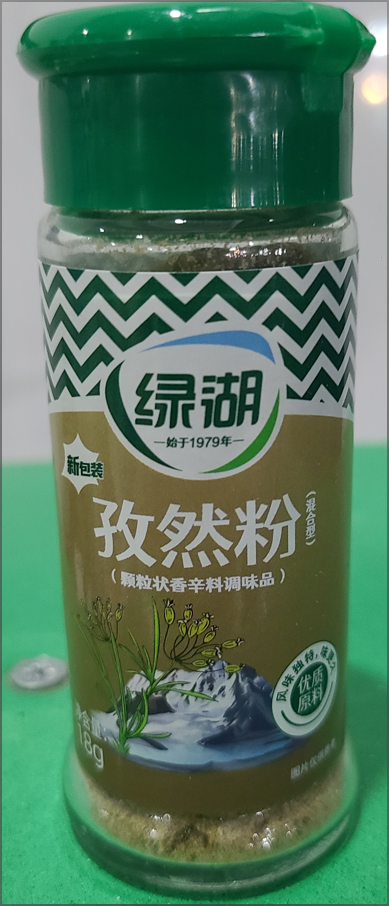 绿湖
始于1979年
新包装
孜然粉
(混合型)
(颗粒状香辛料调味品)
风味独特,
优质
原料
净含量:
18g
图片仅供参考